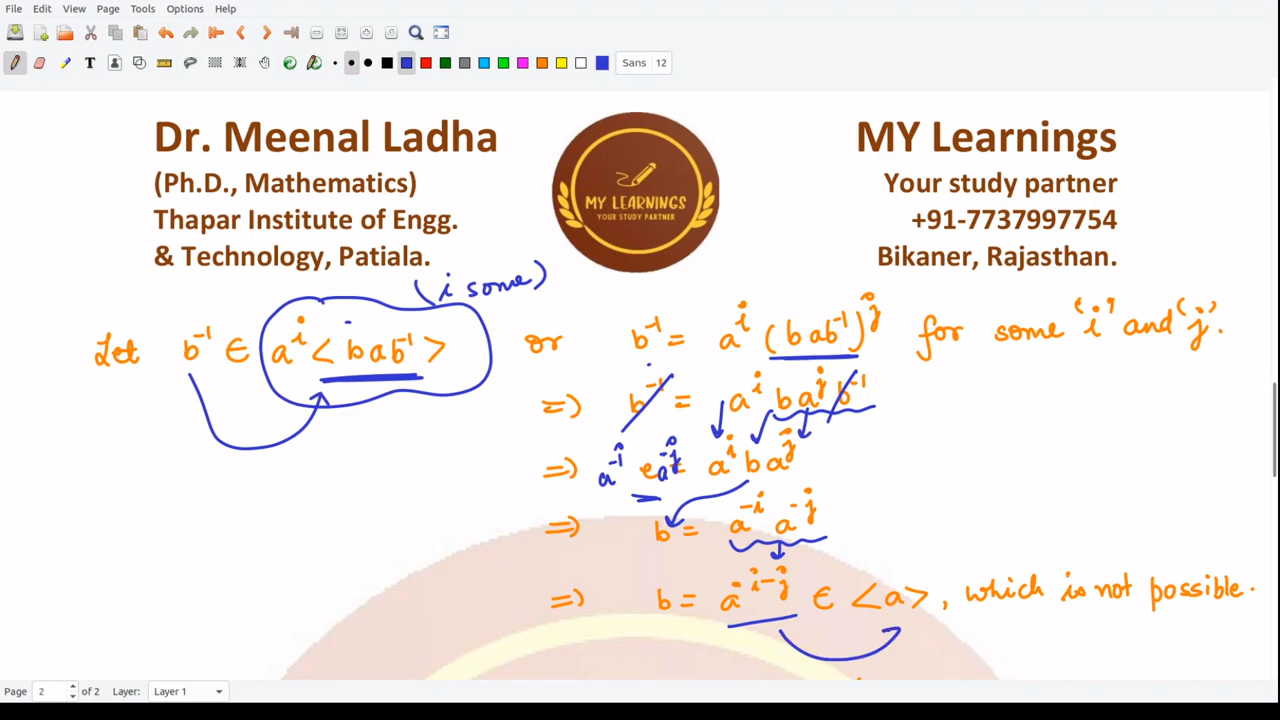 File Edit View Page Tools Options Help
T Sans 12
Dr. Meenal Ladha
(Ph.D., Mathematics)
Thapar Institute of Engg.
& Technology, Patiala.
MY LEARNINGS
YOUR STUDY PARTNER
MY Learnings
Your study partner
+91-7737997754
Bikaner, Rajasthan.
(i some)
Let b⁻¹ ∈ aⁱ <bab⁻¹> or b⁻¹ = aⁱ (bab⁻¹)ʲ for some 'i' and 'j'.
=) b⁻¹ = aⁱ b aʲ b⁻¹
=) a⁻ⁱ e a⁻ʲ = aⁱ b aʲ
=) b = a⁻ⁱ a⁻ʲ
=) b = a⁻ⁱ⁻ʲ ∈ <a>, which is not possible.
Page 2 of 2 Layer: Layer 1